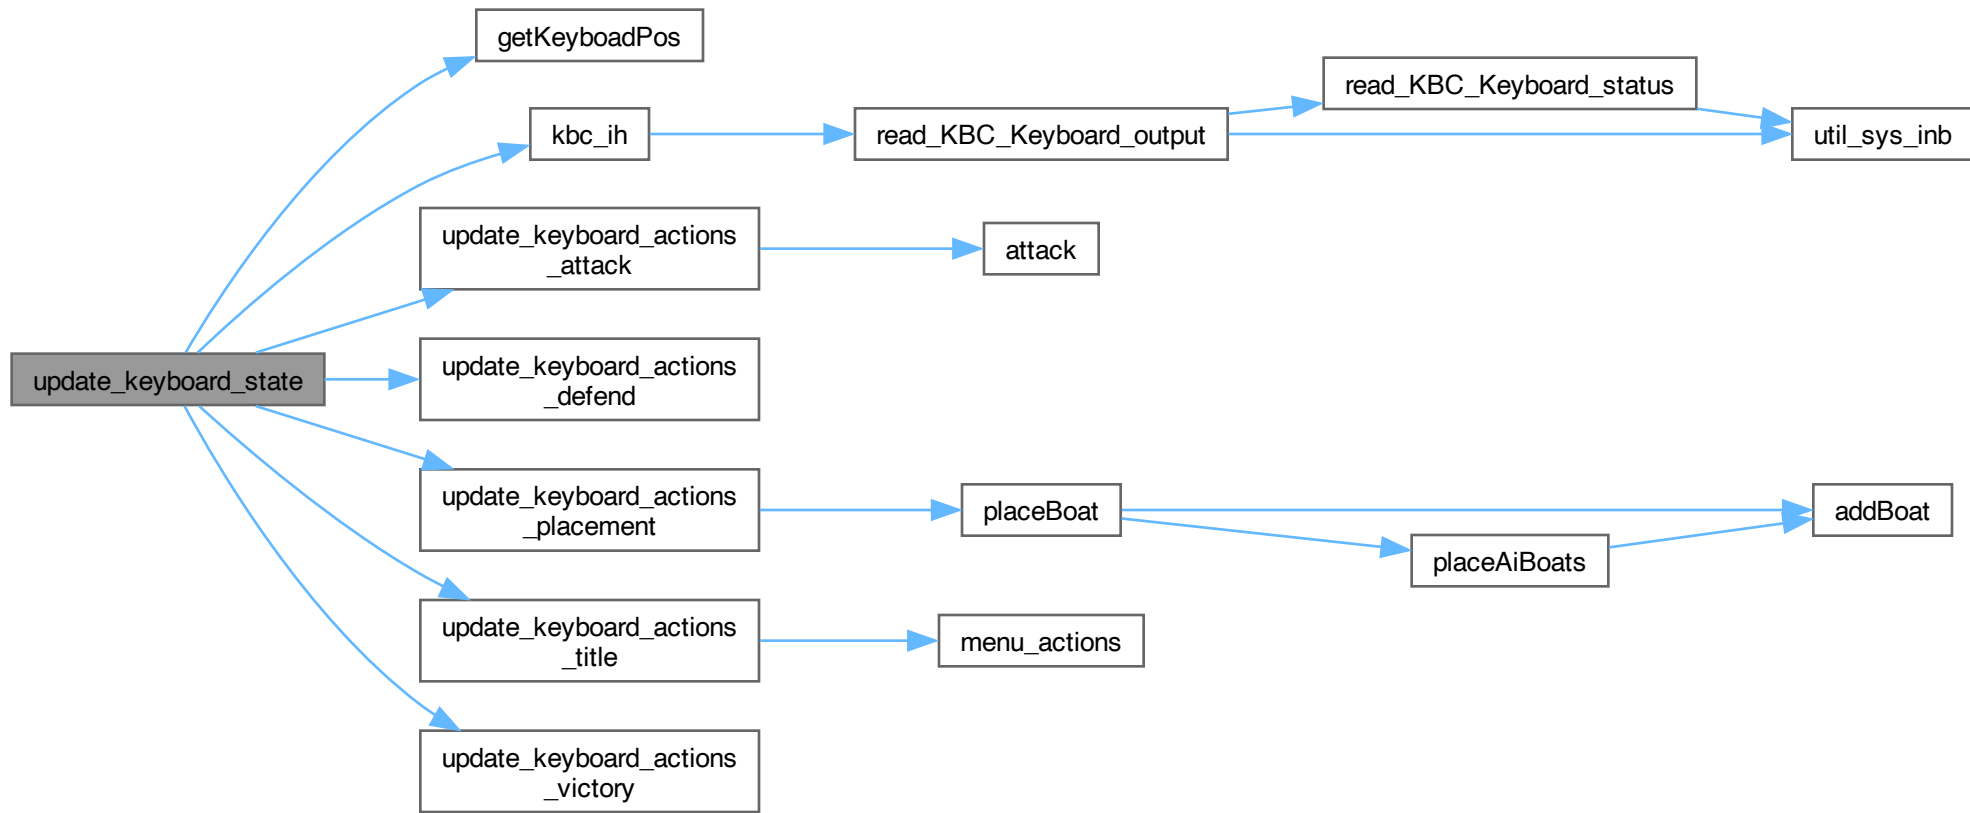 getKeyboadPos
read_KBC_Keyboard_status
kbc_ih
read_KBC_Keyboard_output
util_sys_inb
update_keyboard_actions
_attack
attack
update_keyboard_state
update_keyboard_actions
_defend
update_keyboard_actions
_placement
placeBoat
addBoat
placeAiBoats
update_keyboard_actions
_title
menu_actions
update_keyboard_actions
_victory